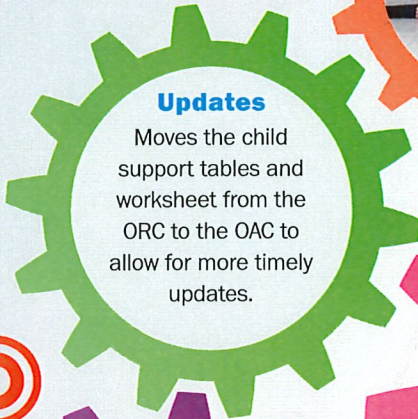 Updates
Moves the child
support tables and
worksheet from the
ORC to the OAC to
allow for more timely
updates.